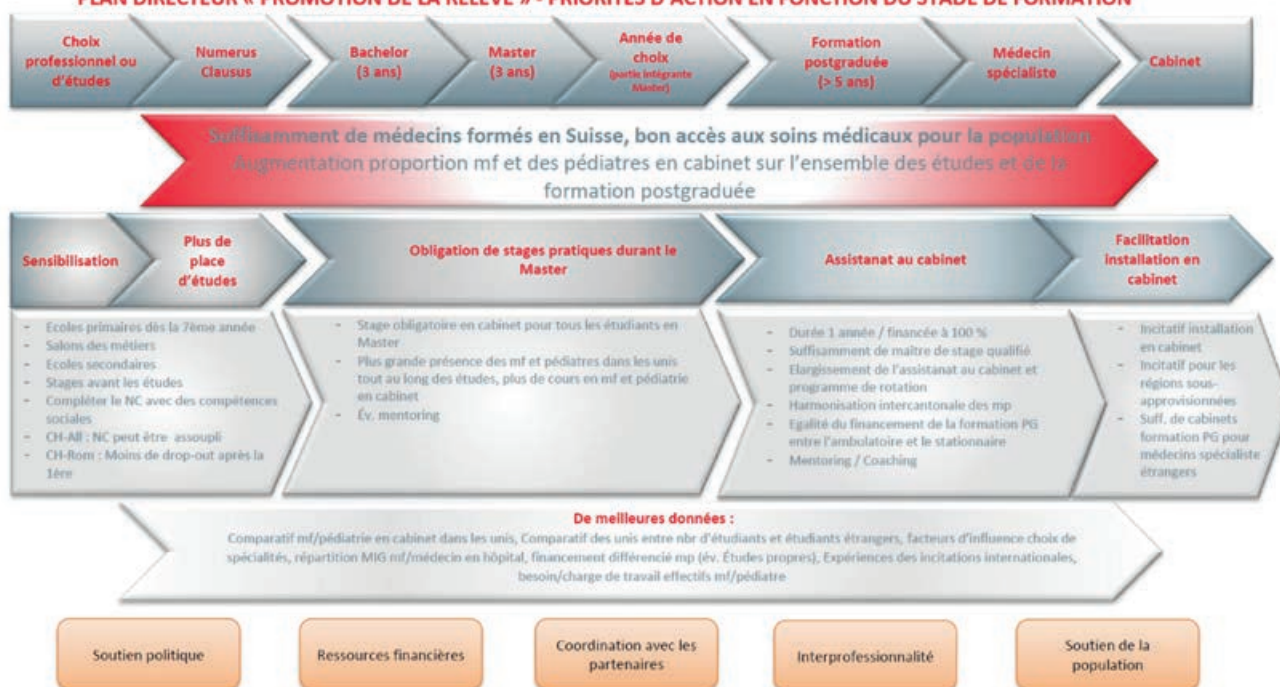 PLAN DIRECTEUR « PROMOTION DE LA RELÈVE » - PRIORITÉS D'ACTION EN FONCTION DU STADE DE FORMATION
Choix
professionnel ou
d'études
Numerus
Clausus
Bachelor
(3 ans)
Master
(3 ans)
Année de
choix
(partie intégrante
Master)
Formation
postgraduée
(> 5 ans)
Médecin
spécialiste
Cabinet
Suffisamment de médecins formés en Suisse, bon accès aux soins médicaux pour la population
Augmentation proportion mf et des pédiatres en cabinet sur l'ensemble des études et de la
formation postgraduée
Sensibilisation
Plus de
place
d'études
Obligation de stages pratiques durant le
Master
Assistanat au cabinet
Facilitation
installation en
cabinet
- Ecoles primaires dès la 7ème année
- Salons des métiers
- Ecoles secondaires
- Stages avant les études
- Compléter le NC avec des compétences
sociales
- CH-All : NC peut être assoupli
- CH-Rom : Moins de drop-out après la
1ère
- Stage obligatoire en cabinet pour tous les étudiants en
Master
- Plus grande présence des mf et pédiatres dans les unis
tout au long des études, plus de cours en mf et pédiatrie
en cabinet
- Év. mentoring
- Durée 1 année / financée à 100 %
- Suffisamment de maître de stage qualifié
- Elargissement de l'assistanat au cabinet et
programme de rotation
- Harmonisation intercantonale des mp
- Egalité du financement de la formation PG
entre l'ambulatoire et le stationnaire
- Mentoring / Coaching
- Incitatif installation
en cabinet
- Incitatif pour les
régions sous-
approvisionnées
- Suff. de cabinets
formation PG pour
médecins spécialiste
étrangers
De meilleures données :
Comparatif mf/pédiatrie en cabinet dans les unis, Comparatif des unis entre nbr d'étudiants et étudiants étrangers, facteurs d'influence choix de
spécialités, répartition MIG mf/médecin en hôpital, financement différencié mp (év. Études propres), Expériences des incitations internationales,
besoin/charge de travail effectifs mf/pédiatre
Soutien politique
Ressources financières
Coordination avec les
partenaires
Interprofessionnalité
Soutien de la
population